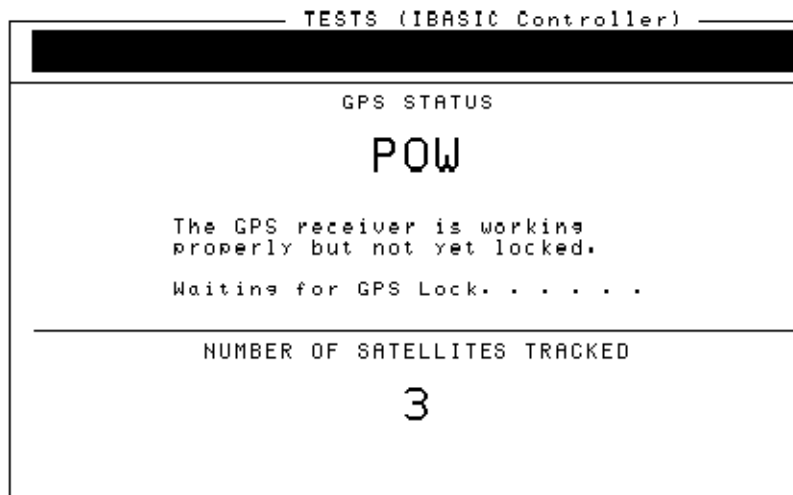 TESTS (IBASIC Controller)
GPS STATUS
POW
The GPS receiver is working
properly but not yet locked.
Waiting for GPS Lock. . . . . .
NUMBER OF SATELLITES TRACKED
3